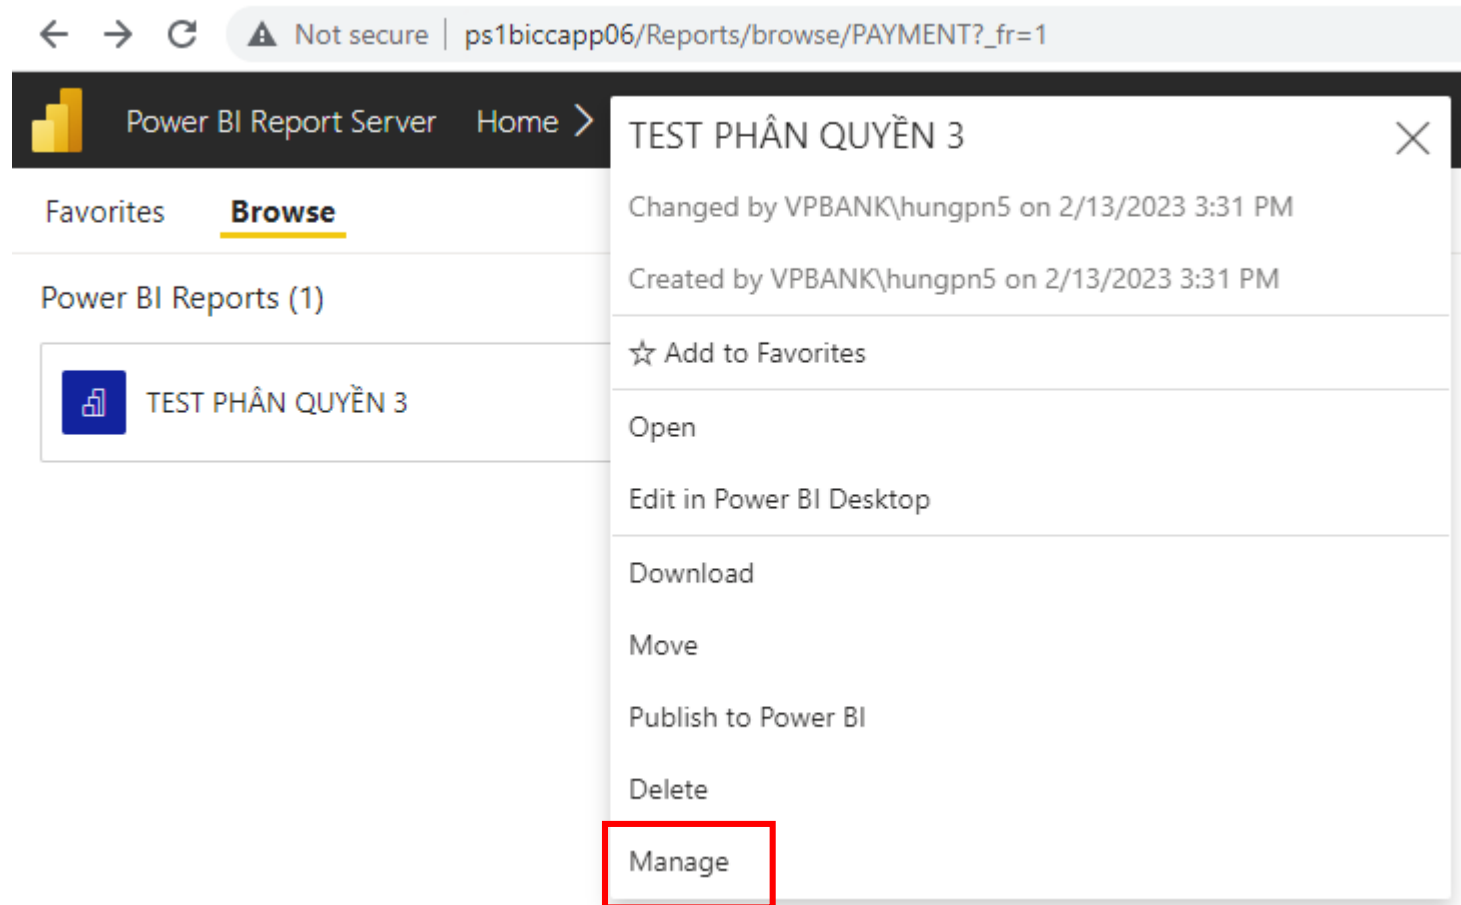 Not secure ps1biccapp06/Reports/browse/PAYMENT?_fr=1
Power BI Report Server Home
Favorites Browse
Power BI Reports (1)
TEST PHÂN QUYỀN 3
TEST PHÂN QUYỀN 3
Changed by VPBANK\hungpn5 on 2/13/2023 3:31 PM
Created by VPBANK\hungpn5 on 2/13/2023 3:31 PM
Add to Favorites
Open
Edit in Power BI Desktop
Download
Move
Publish to Power BI
Delete
Manage